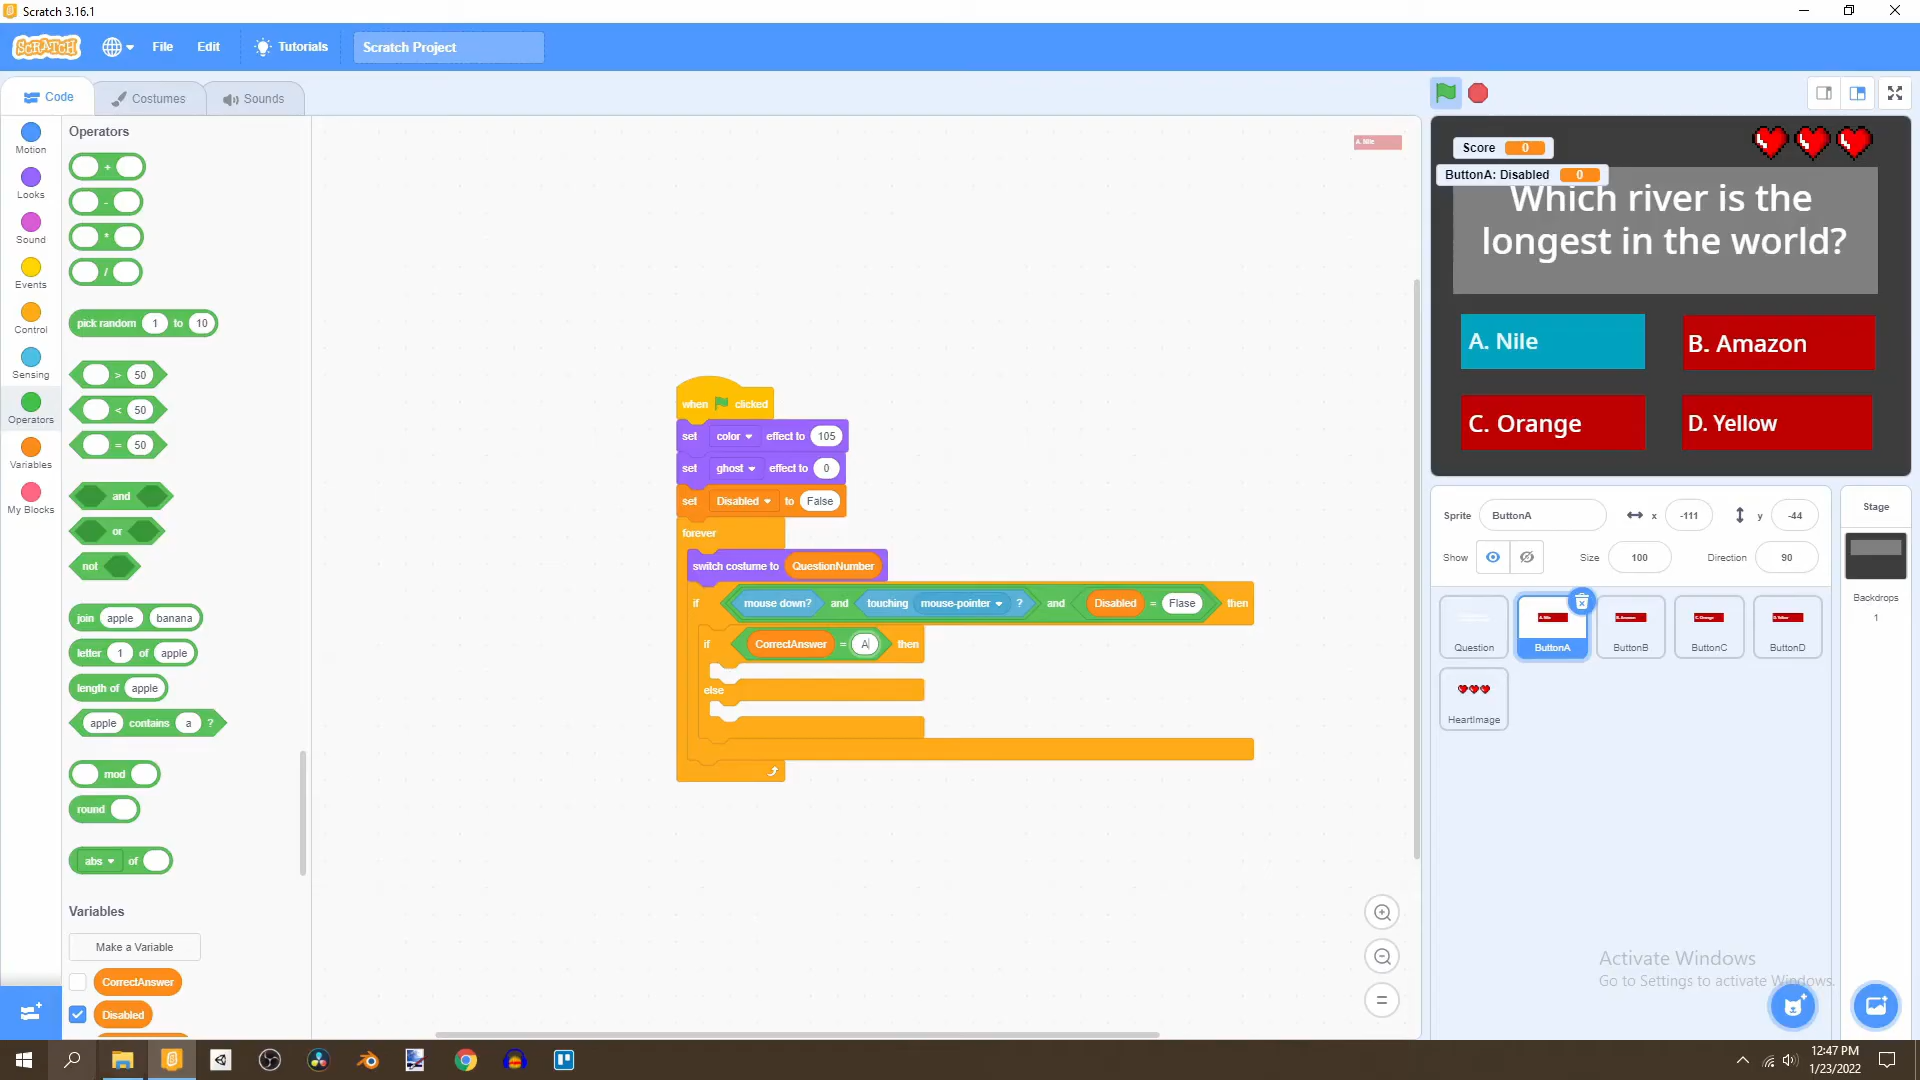 Scratch 3.16.1
SCRATCH
File
Edit
Tutorials
Scratch Project
Code
Costumes
Sounds
Motion
Looks
Sound
Events
Control
Sensing
Operators
Variables
My Blocks
Operators
+
-
*
/
pick random 1 to 10
> 50
< 50
= 50
and
or
not
join apple banana
letter 1 of apple
length of apple
apple contains a ?
mod
round
abs of
Variables
Make a Variable
CorrectAnswer
Disabled
A. Nile
when clicked
set color effect to 105
set ghost effect to 0
set Disabled to False
forever
switch costume to QuestionNumber
if mouse down? and touching mouse-pointer ? and Disabled = Flase then
if CorrectAnswer = A then
else
Score 0
ButtonA: Disabled 0
Which river is the
longest in the world?
A. Nile
B. Amazon
C. Orange
D. Yellow
Sprite ButtonA x -111 y -44
Show Size 100 Direction 90
Stage
Backdrops
1
Question
A. Nile
ButtonA
B. Amazon
ButtonB
C. Orange
ButtonC
D. Yellow
ButtonD
HeartImage
Activate Windows
Go to Settings to activate Windows.
12:47 PM
1/23/2022